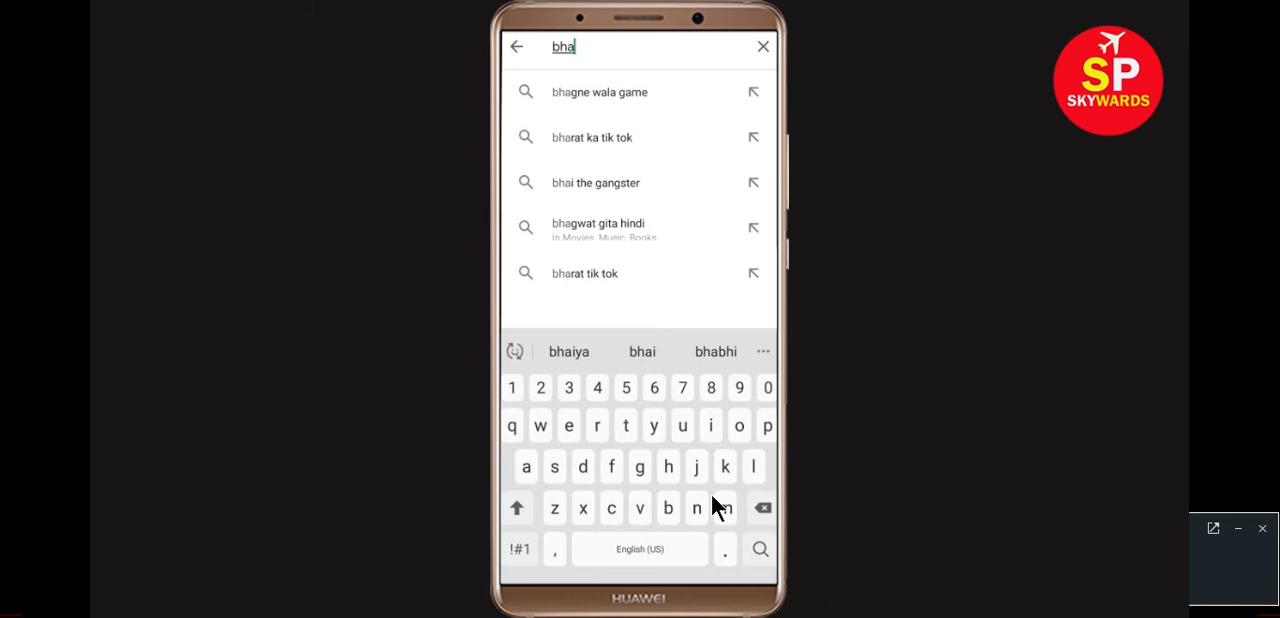 bha
SP
SKYWARDS
bhagne wala game
bharat ka tik tok
bhai the gangster
bhagwat gita hindi
in Movies, Music, Books
bharat tik tok
bhaiya bhai bhabhi
1 2 3 4 5 6 7 8 9 0
q w e r t y u i o p
a s d f g h j k l
z x c v b n m
!#1 , English (US) .
HUAWEI